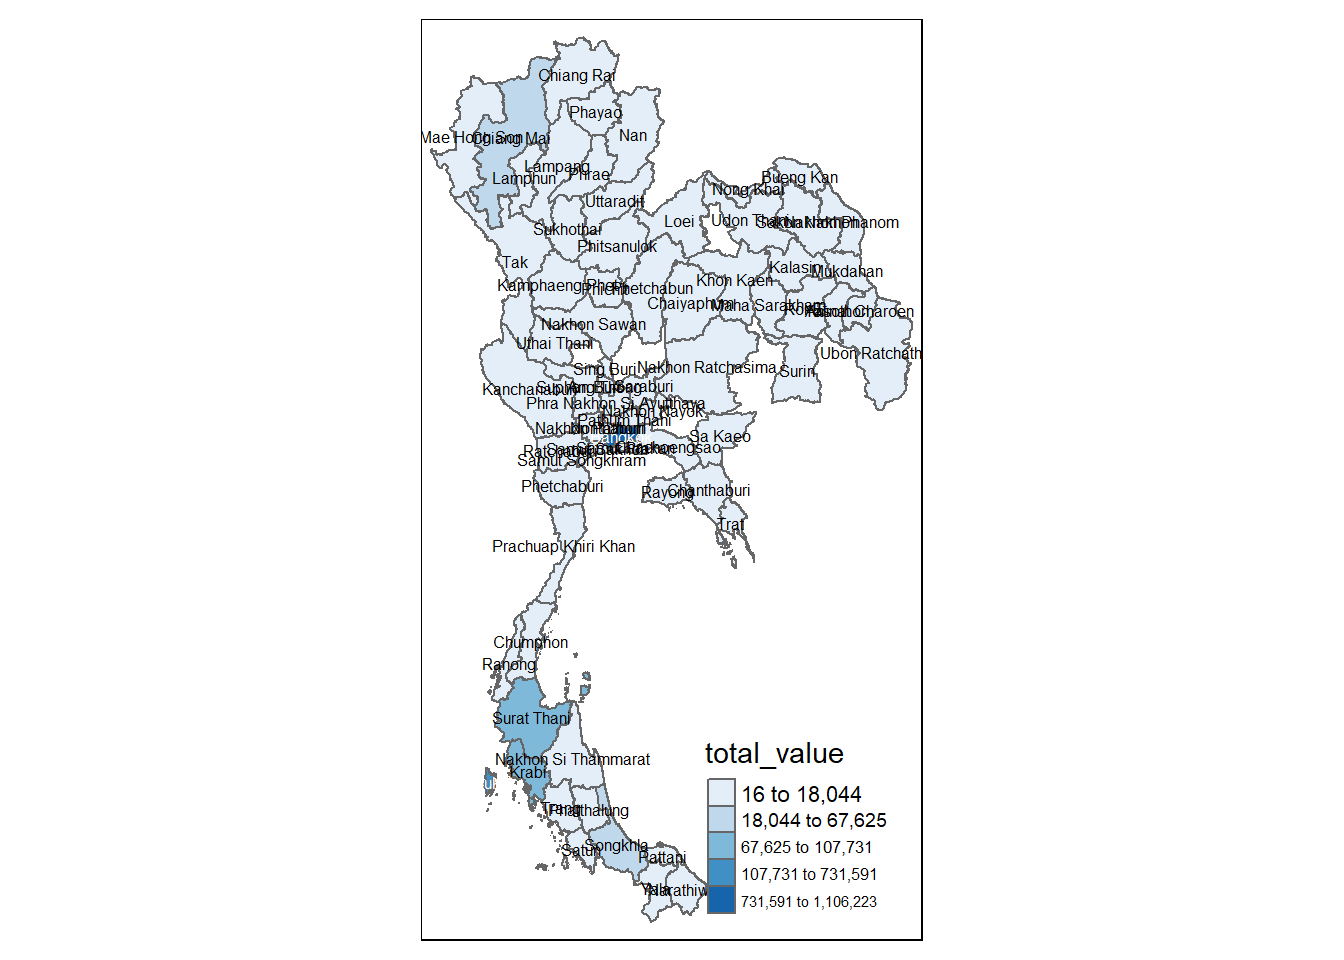 Chiang Rai
Phayao
Nan
Mae Hong Son
Chiang Mai
Lampang
Phrae
Lamphun
Bueng Kan
Nong Khai
Uttaradit
Loei
Udon Thani
Sakon Nakhon
Nakhon Phanom
Sukhothai
Phitsanulok
Tak
Kalasin
Mukdahan
Khon Kaen
Kamphaeng Phet
Phichit
Phetchabun
Chaiyaphum
Maha Sarakham
Roi Et
Yasothon
Amnat Charoen
Nakhon Sawan
Uthai Thani
Ubon Ratchath
Sing Buri
Nakhon Ratchasima
Surin
Kanchanaburi
Suphan Buri
Ang Thong
Saraburi
Phra Nakhon Si Ayutthaya
Nakhon Nayok
Pathum Thani
Nakhon Pathom
Nonthaburi
Bangkok
Sa Kaeo
Ratchaburi
Samut Sakhon
Samut Prakan
Chachoengsao
Samut Songkhram
Phetchaburi
Rayong
Chanthaburi
Trat
Prachuap Khiri Khan
Chumphon
Ranong
Surat Thani
Nakhon Si Thammarat
Krabi
Trang
Phatthalung
Songkhla
Satun
Pattani
Yala
Narathiw
total_value
16 to 18,044
18,044 to 67,625
67,625 to 107,731
107,731 to 731,591
731,591 to 1,106,223